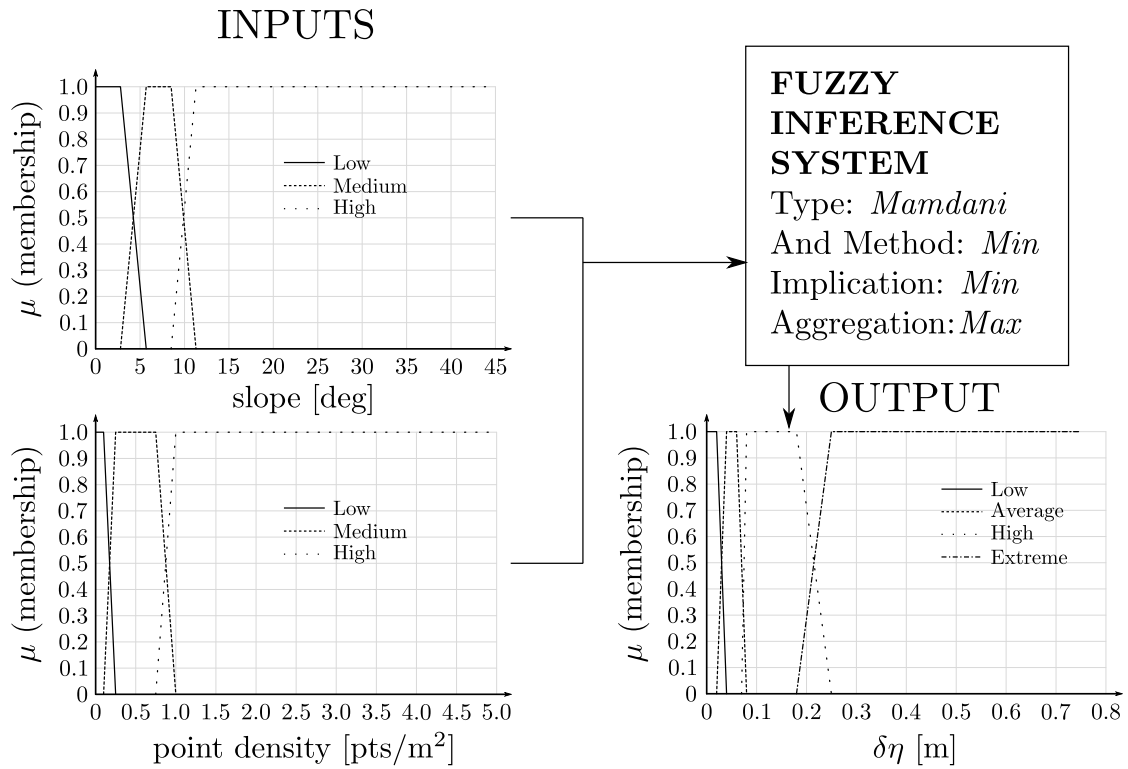 INPUTS
μ (membership)
1.0
0.9
0.8
0.7
0.6
0.5
0.4
0.3
0.2
0.1
0
Low
Medium
High
0 5 10 15 20 25 30 35 40 45
slope [deg]
FUZZY
INFERENCE
SYSTEM
Type: Mamdani
And Method: Min
Implication: Min
Aggregation: Max
μ (membership)
1.0
0.9
0.8
0.7
0.6
0.5
0.4
0.3
0.2
0.1
0
Low
Medium
High
0 0.5 1.0 1.5 2.0 2.5 3.0 3.5 4.0 3.5 4.5 5.0
point density [pts/m²]
OUTPUT
μ (membership)
1.0
0.9
0.8
0.7
0.6
0.5
0.4
0.3
0.2
0.1
0
Low
Average
High
Extreme
0 0.1 0.2 0.3 0.4 0.5 0.6 0.7 0.8
δη [m]